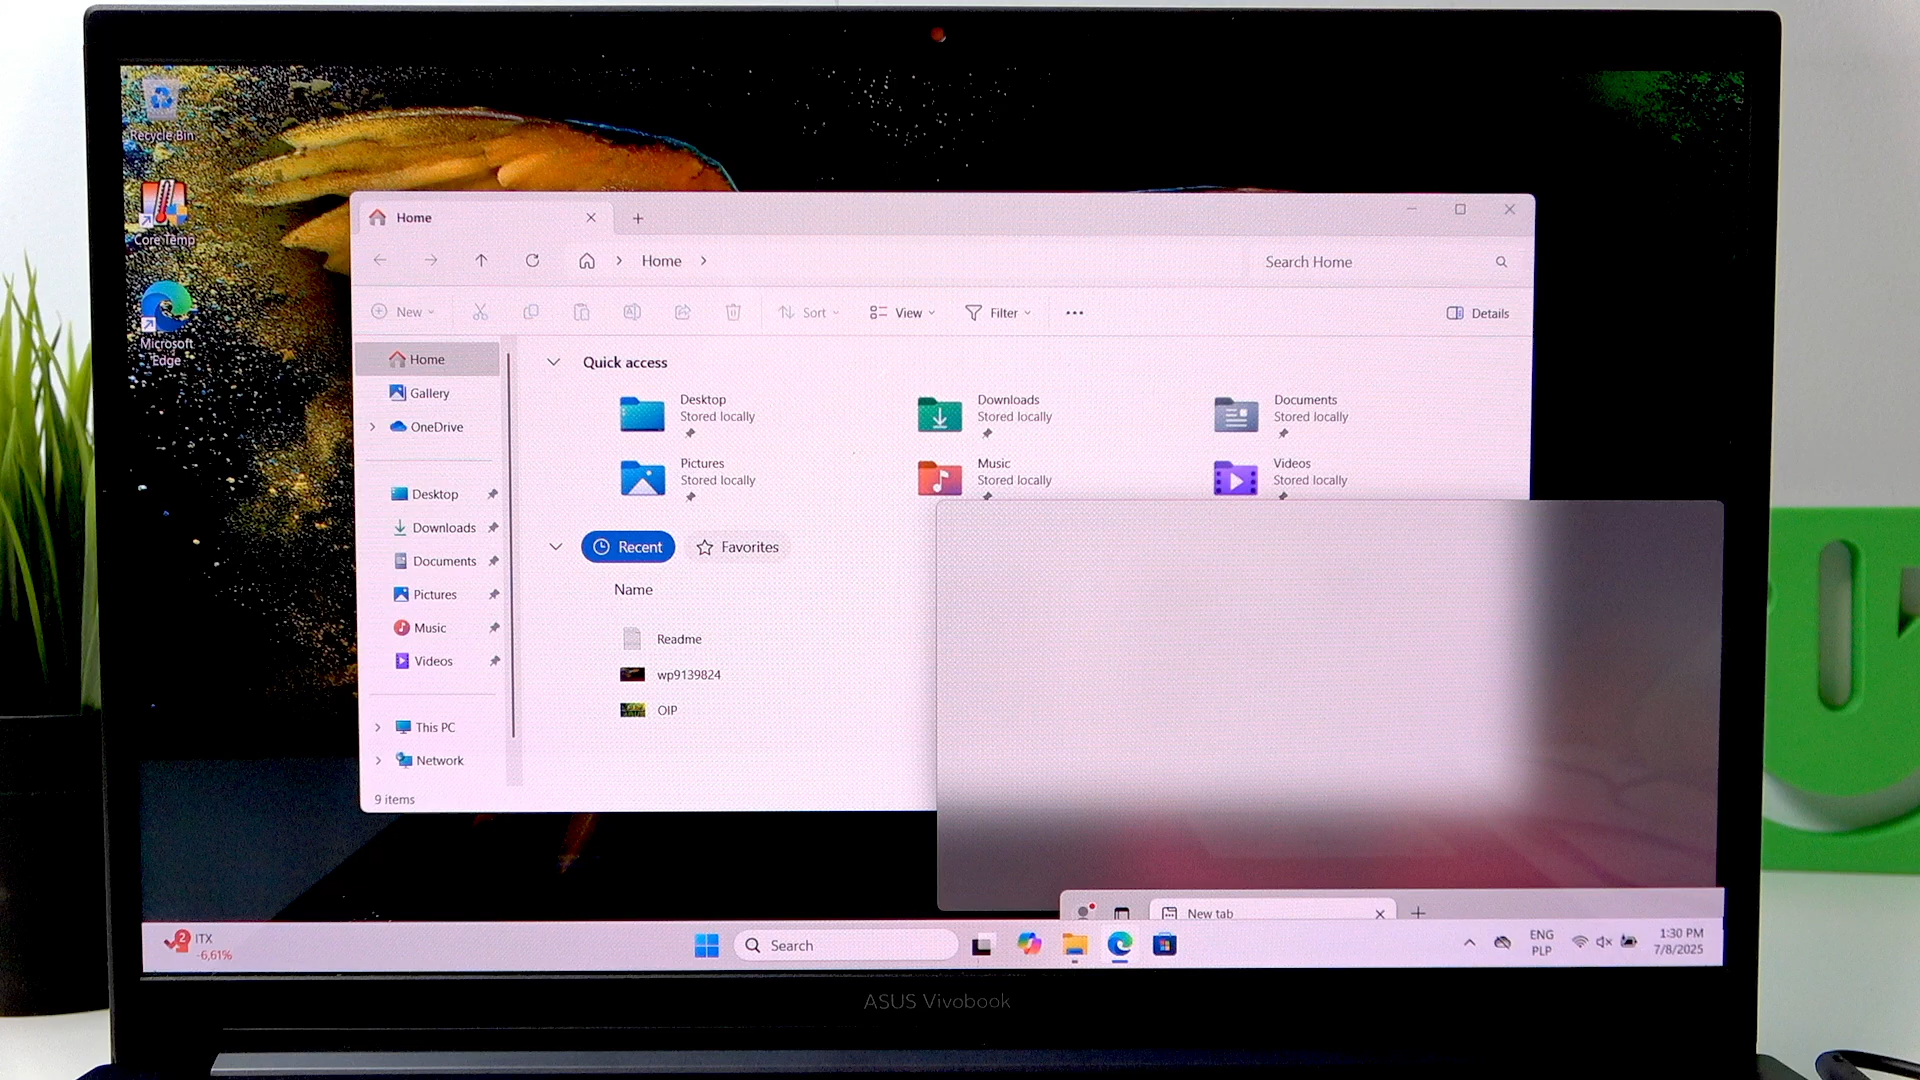 Recycle Bin
Core Temp
Microsoft
Edge
Home
Home
Search Home
New
Sort
View
Filter
Details
Home
Gallery
OneDrive
Desktop
Downloads
Documents
Pictures
Music
Videos
This PC
Network
9 items
Quick access
Desktop
Stored locally
Downloads
Stored locally
Documents
Stored locally
Pictures
Stored locally
Music
Stored locally
Videos
Stored locally
Recent
Favorites
Name
Readme
wp9139824
OIP
New tab
2
ITX
-6,61%
Search
ENG
PLP
1:30 PM
7/8/2025
ASUS Vivobook